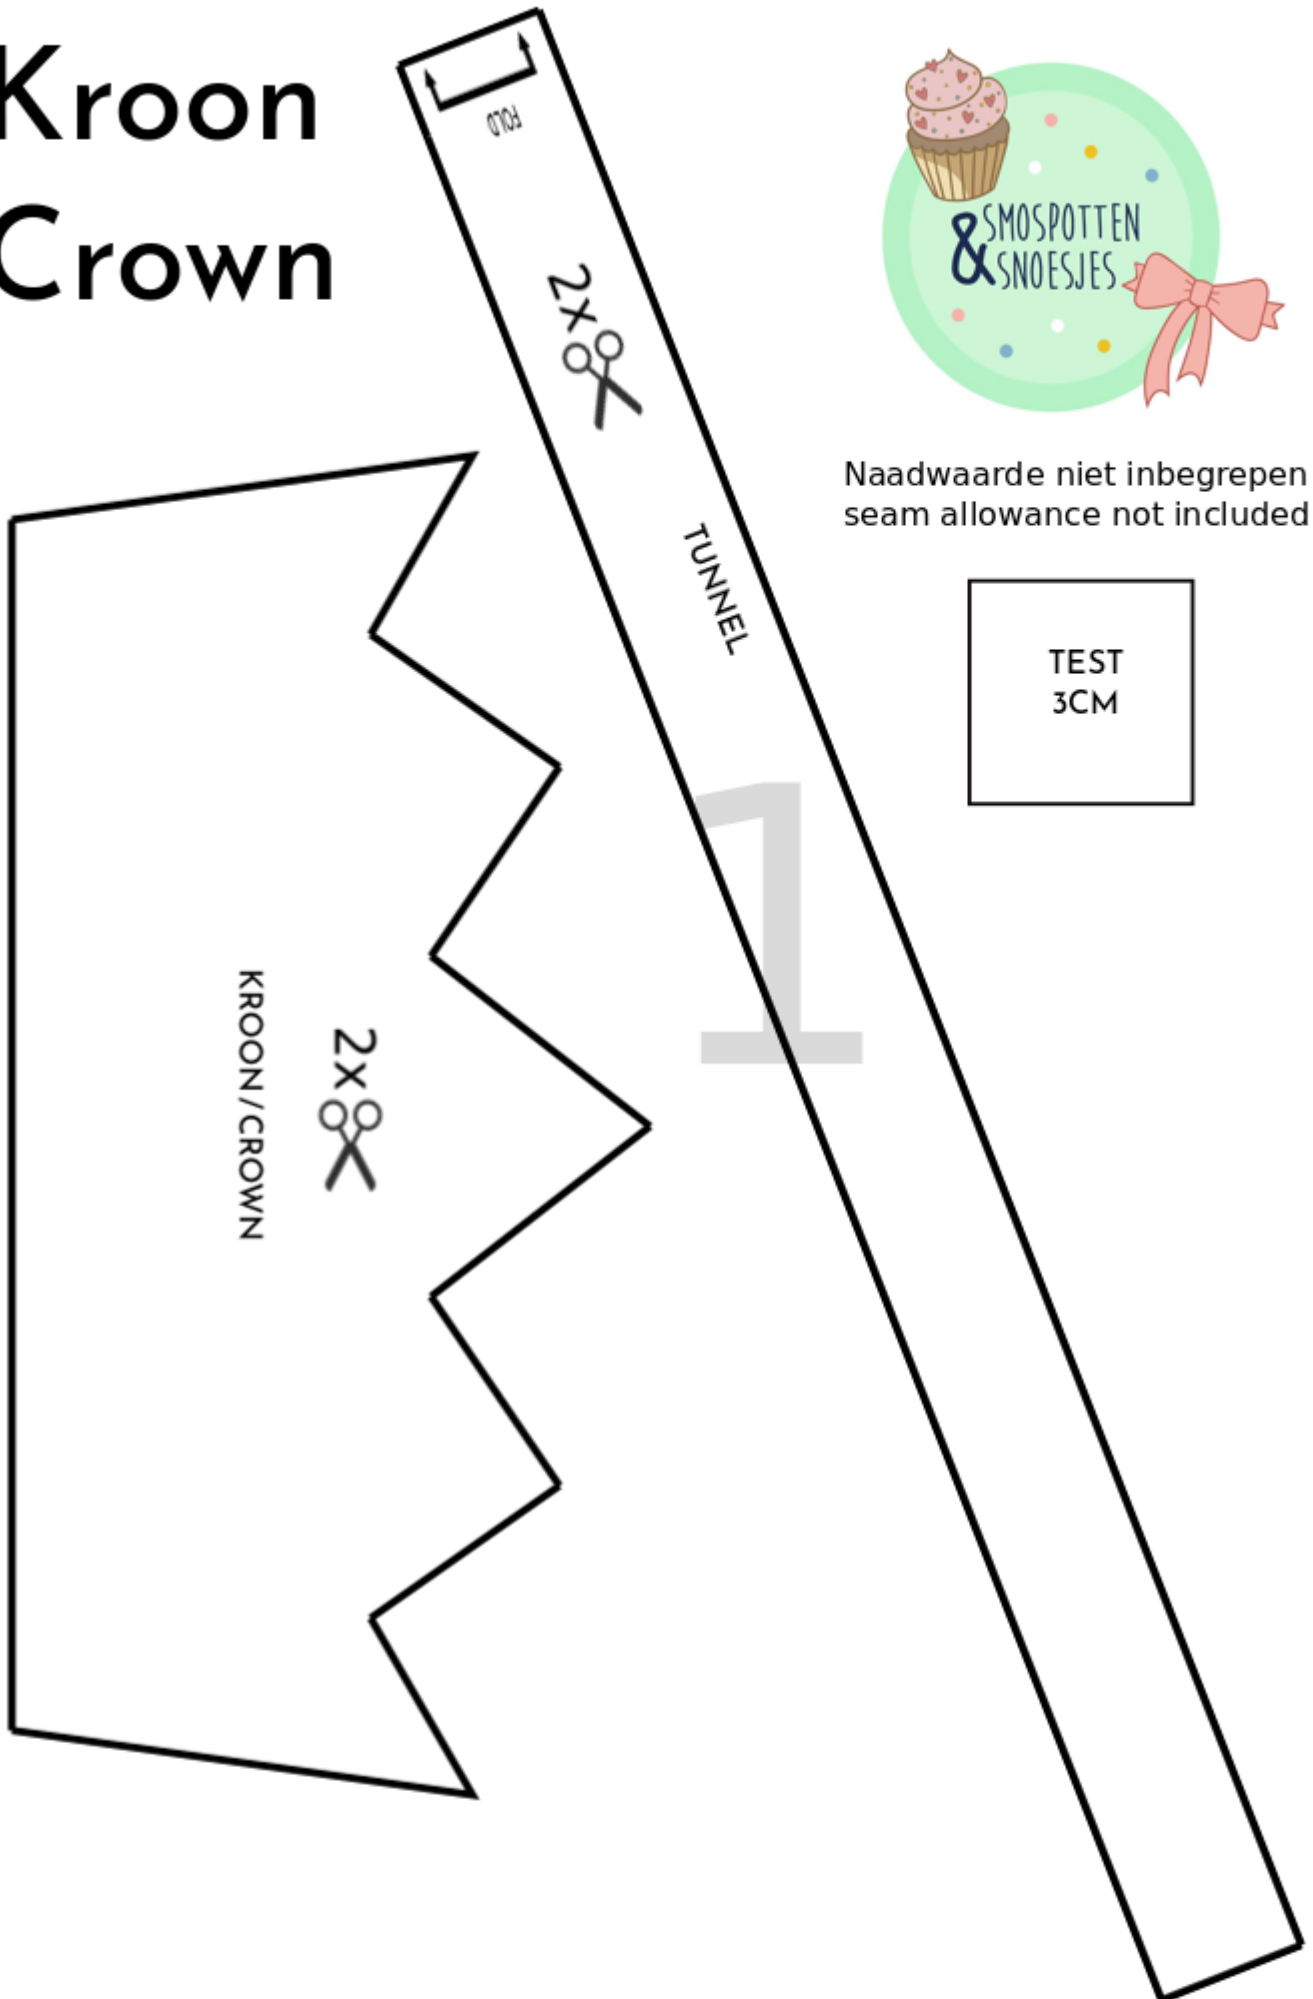 Kroon
Crown
FOLD
2x
TUNNEL
&
SMOSPOTTEN
SNOESJES
Naadwaarde niet inbegrepen
seam allowance not included
TEST
3CM
1
KROON/CROWN
2x